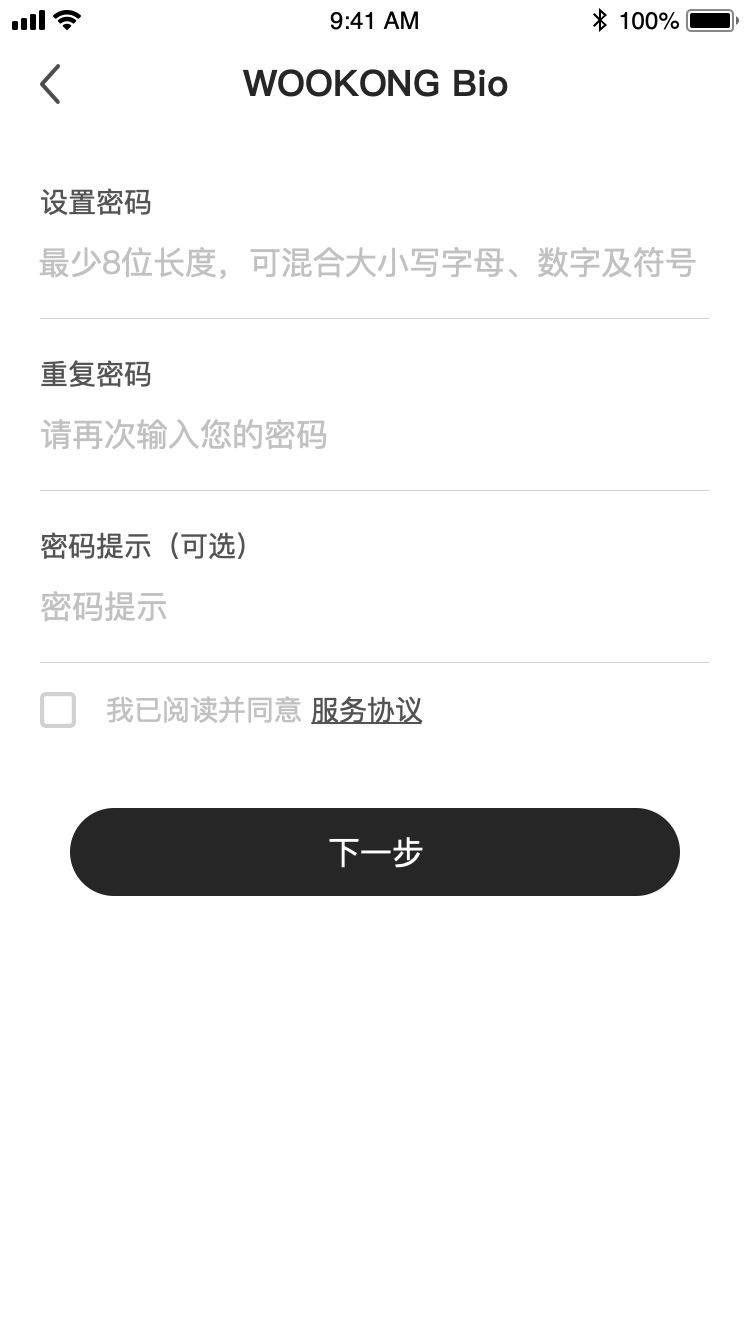 9:41 AM
100%
WOOKONG Bio
设置密码
最少8位长度，可混合大小写字母、数字及符号
重复密码
请再次输入您的密码
密码提示（可选）
密码提示
我已阅读并同意 服务协议
下一步